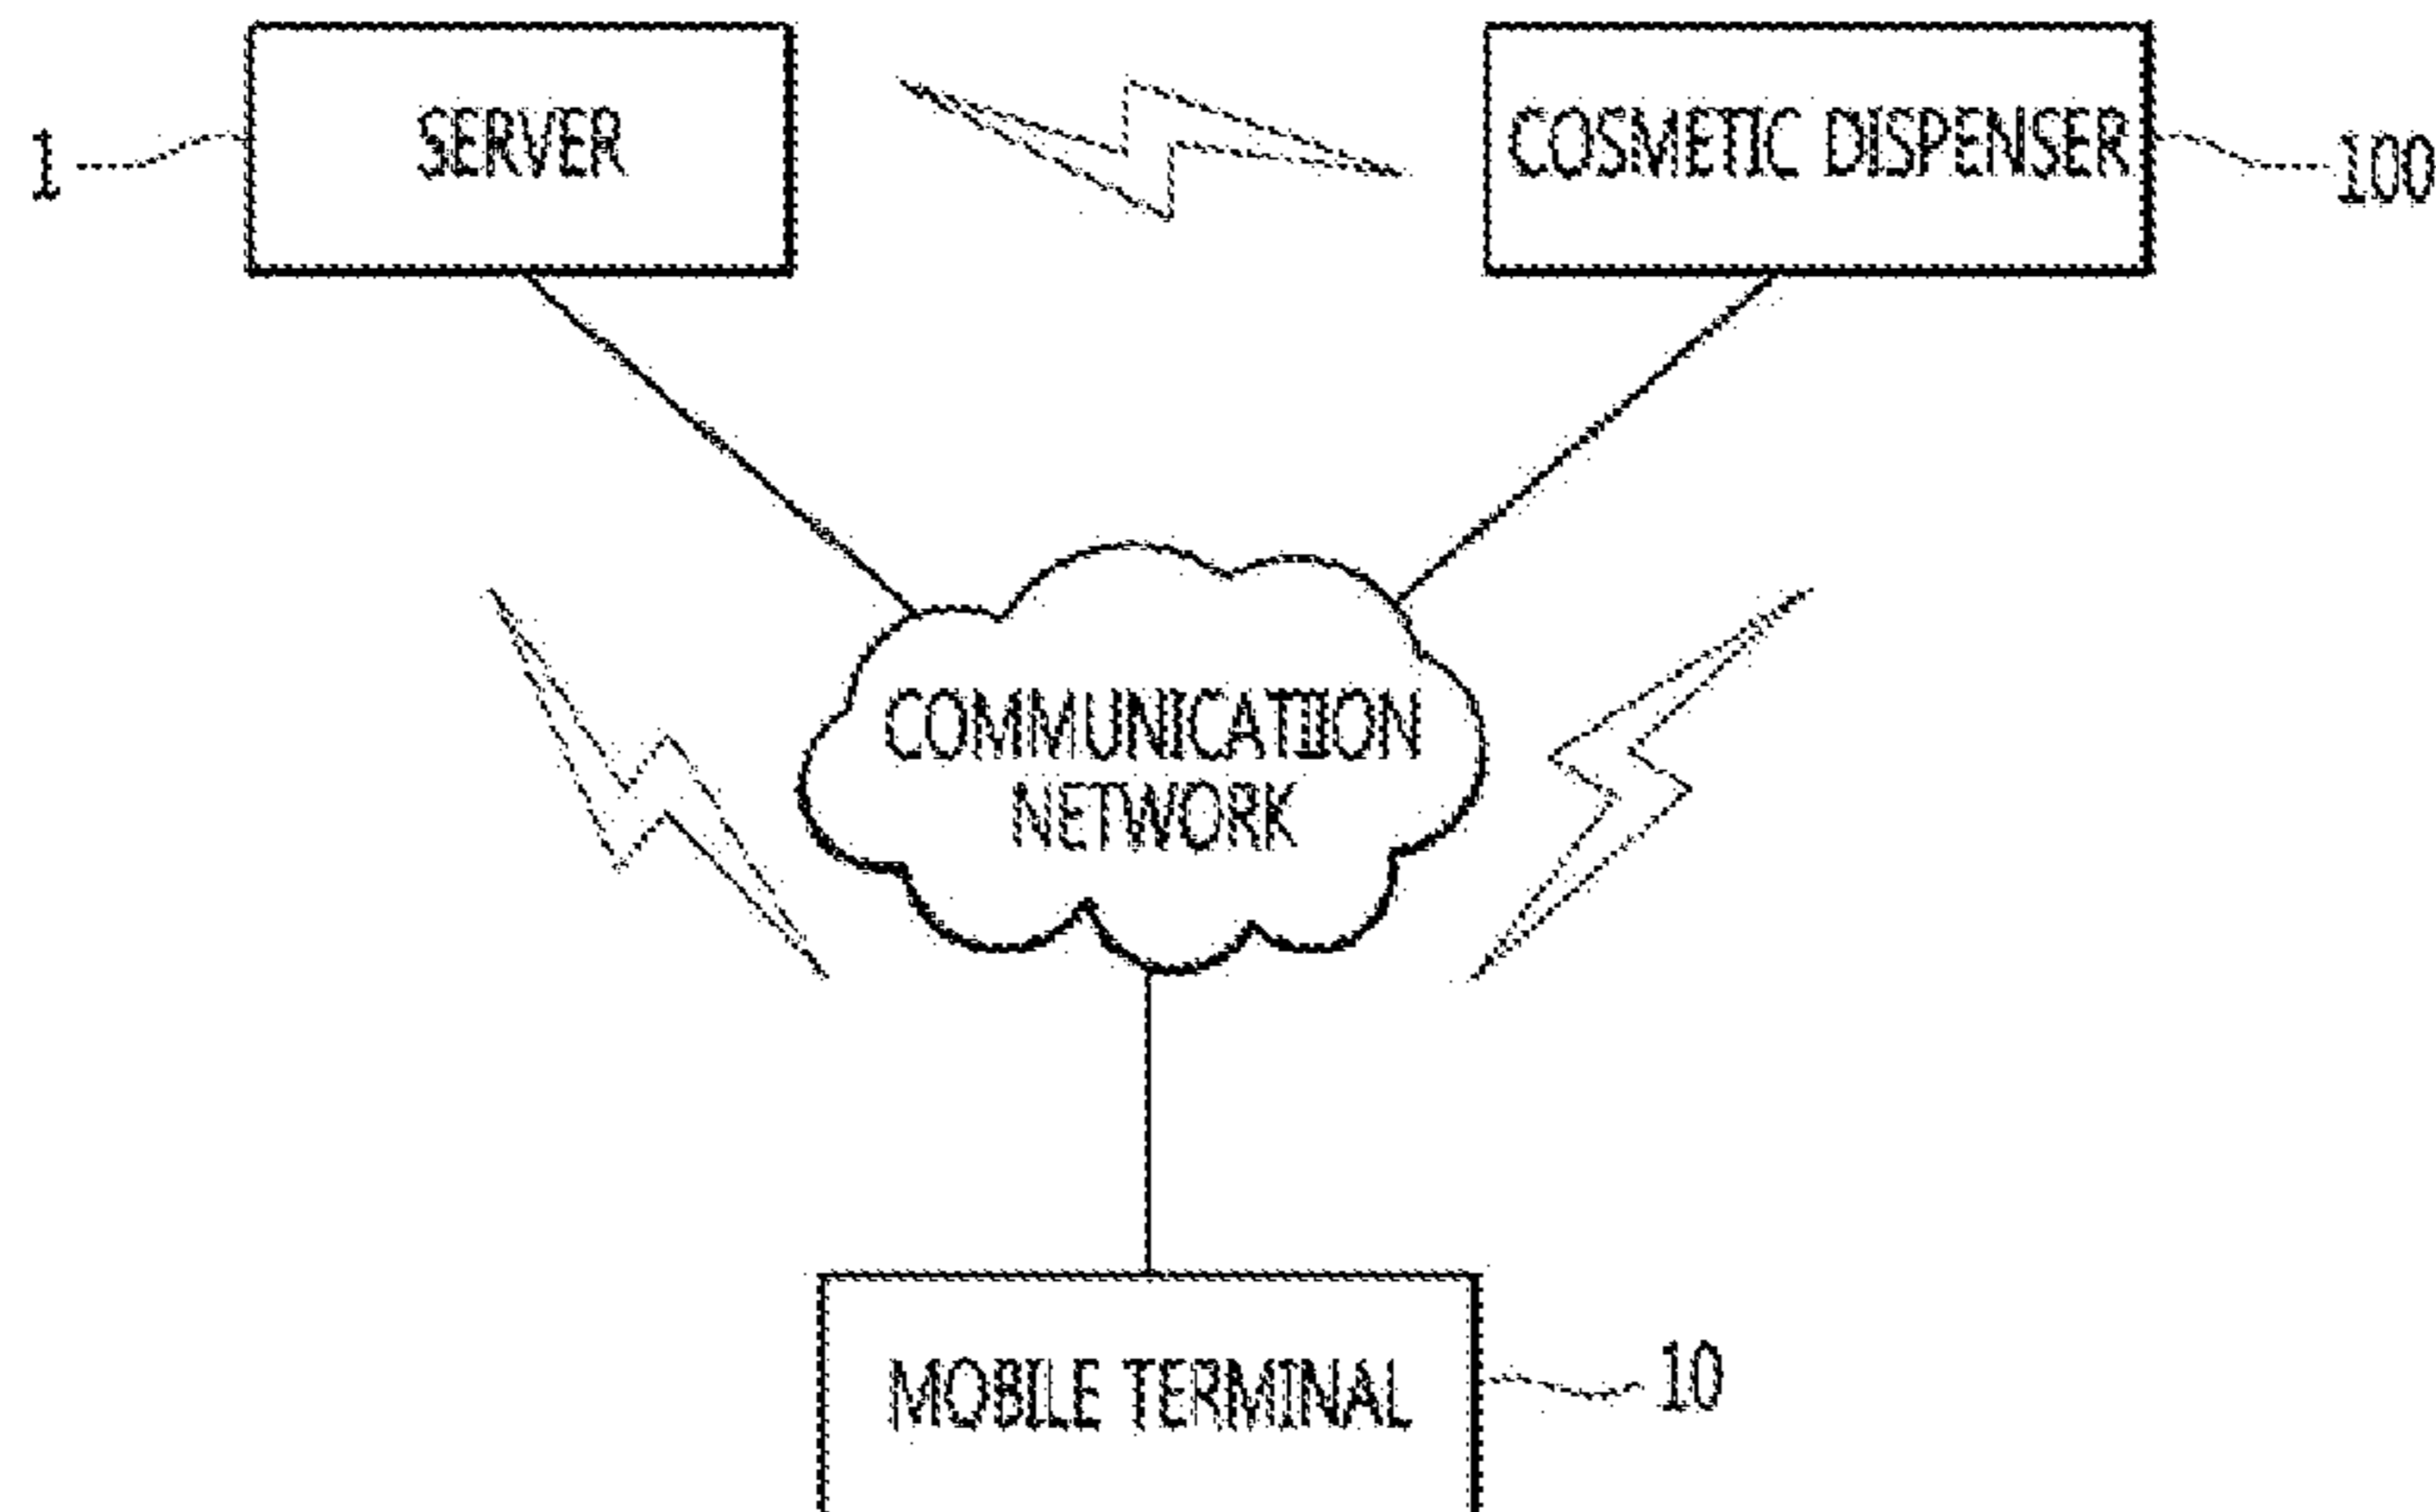 1
SERVER
COSMETIC DISPENSER
100
COMMUNICATIION
NETWORK
MOBILE TERMINAL
10